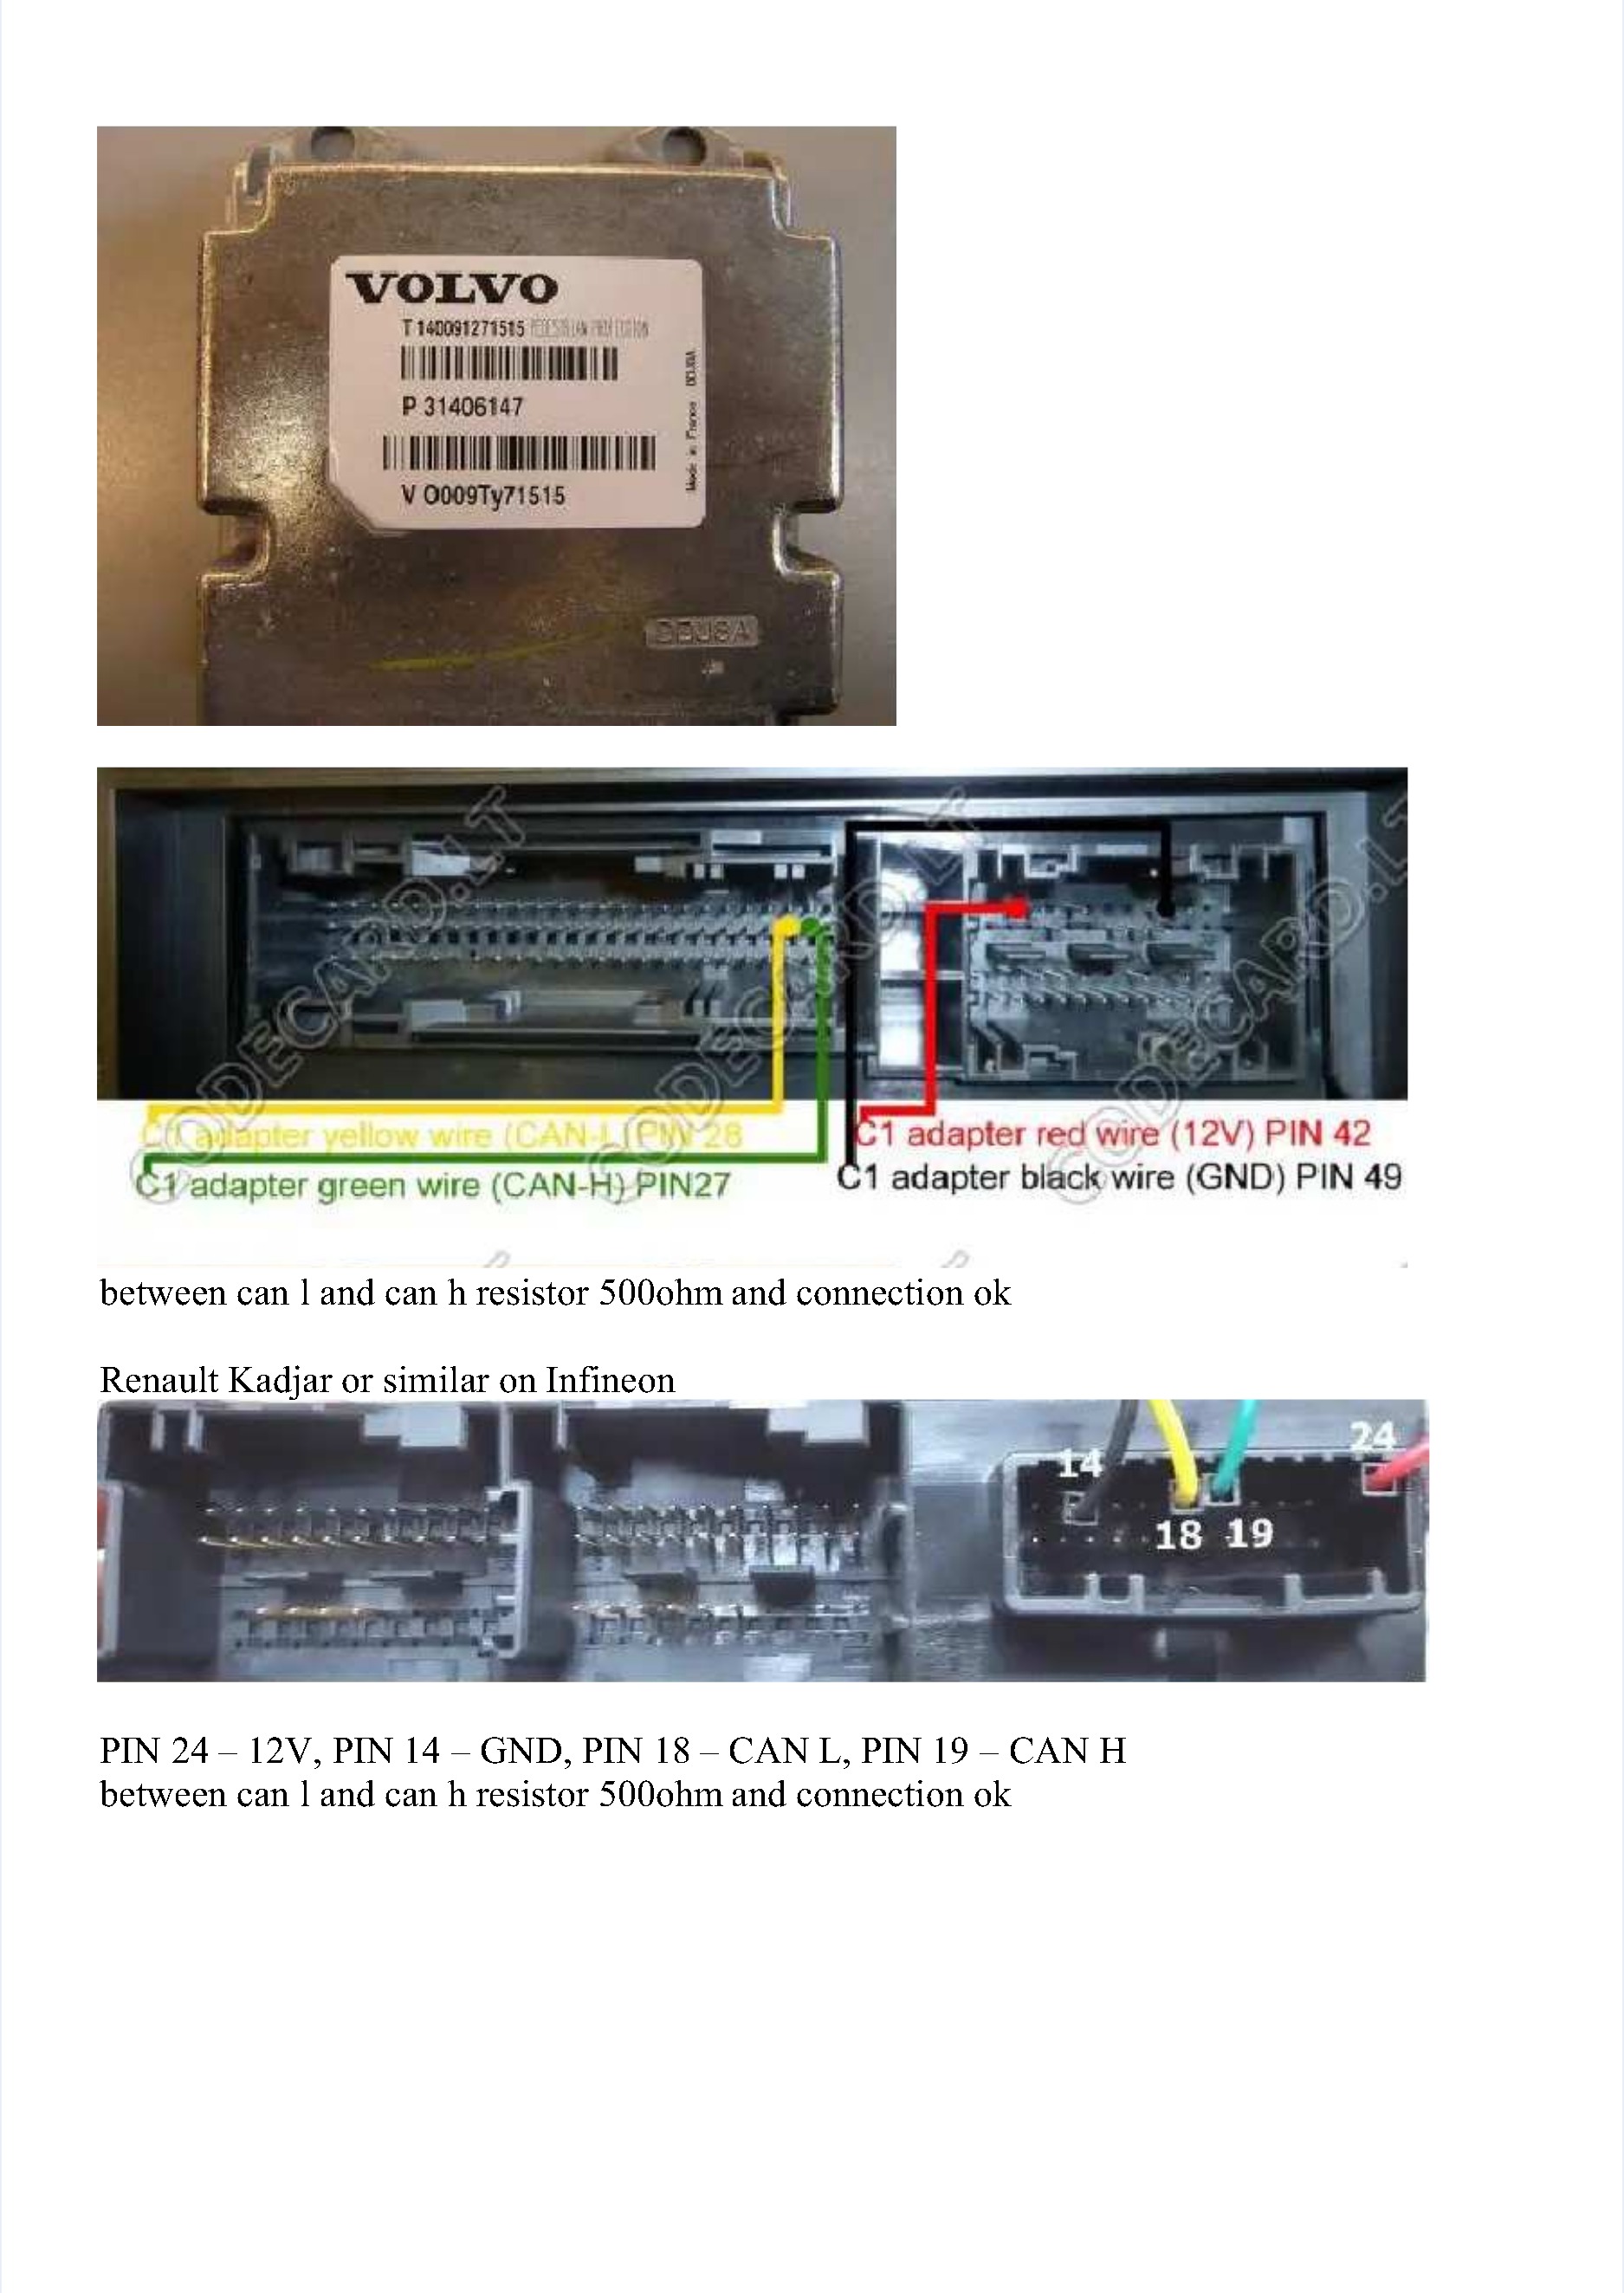 VOLVO
T 140091271515 PEDESTRIAN PROTECTION
P 31406147
V O009Ty71515
Made in France
CODECARD.LT
CODECARD.LT
CODECARD.LT
C1 adapter yellow wire (CAN-L) PIN 28
C1 adapter green wire (CAN-H) PIN27
C1 adapter red wire (12V) PIN 42
C1 adapter black wire (GND) PIN 49
between can l and can h resistor 500ohm and connection ok
Renault Kadjar or similar on Infineon
14
24
18 19
PIN 24 – 12V, PIN 14 – GND, PIN 18 – CAN L, PIN 19 – CAN H
between can l and can h resistor 500ohm and connection ok